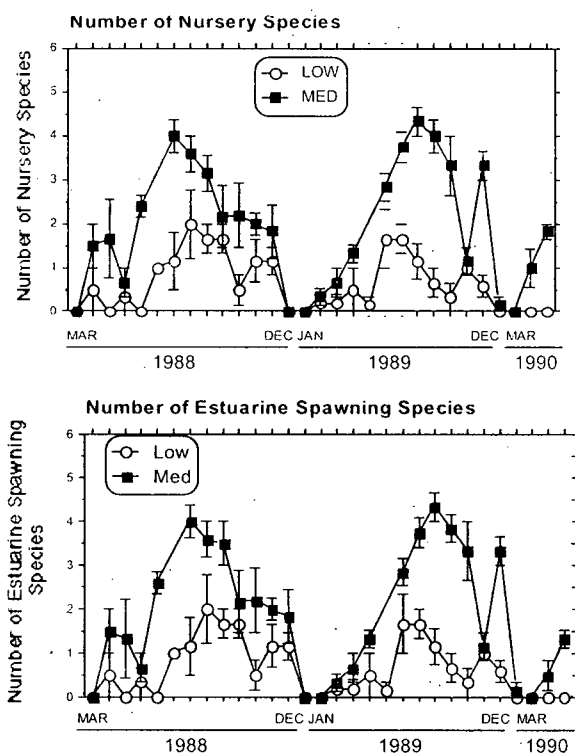 Number of Nursery Species
6
5
4
3
2
1
0
Number of Nursery Species
LOW
MED
MAR DEC JAN DEC MAR
1988 1989 1990
Number of Estuarine Spawning Species
6
5
4
3
2
1
0
Number of Estuarine Spawning
Species
Low
Med
MAR DEC JAN DEC MAR
1988 1989 1990